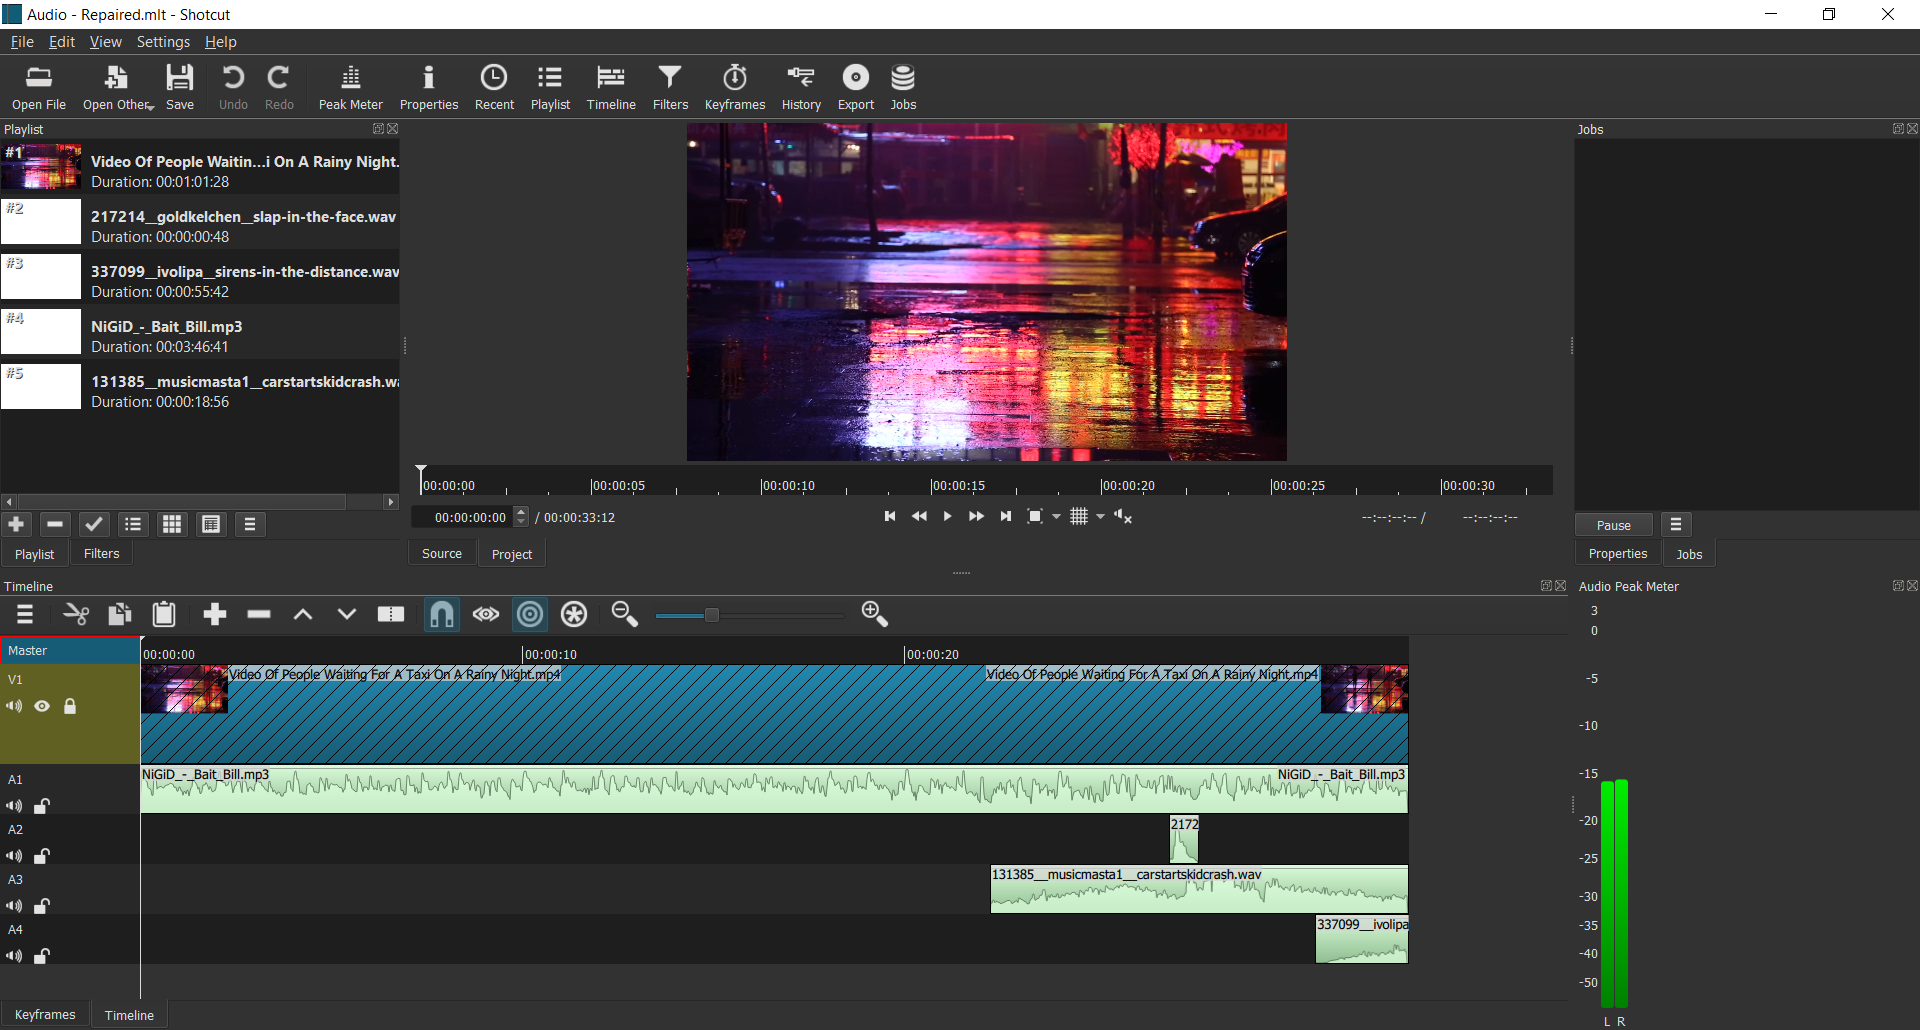 Audio - Repaired.mlt - Shotcut
File Edit View Settings Help
Open File Open Other Save Undo Redo Peak Meter Properties Recent Playlist Timeline Filters Keyframes History Export Jobs
Playlist
#1
Video Of People Waitin...i On A Rainy Night.
Duration: 00:01:01:28
#2
217214__goldkelchen__slap-in-the-face.wav
Duration: 00:00:00:48
#3
337099__ivolipa__sirens-in-the-distance.wav
Duration: 00:00:55:42
#4
NiGiD_-_Bait_Bill.mp3
Duration: 00:03:46:41
#5
131385__musicmasta1__carstartskidcrash.wa
Duration: 00:00:18:56
Playlist Filters
00:00:00 00:00:05 00:00:10 00:00:15 00:00:20 00:00:25 00:00:30
00:00:00:00 / 00:00:33:12 --:--:--:-- / --:--:--:--
Source Project
Jobs
Pause
Properties Jobs
Timeline
Master
00:00:00 00:00:10 00:00:20
V1
Video Of People Waiting For A Taxi On A Rainy Night.mp4 Video Of People Waiting For A Taxi On A Rainy Night.mp4
A1
NiGiD_-_Bait_Bill.mp3 NiGiD_-_Bait_Bill.mp3
A2
2172
A3
131385__musicmasta1__carstartskidcrash.wav
A4
337099__ivolipa
Keyframes Timeline
Audio Peak Meter
3
0
-5
-10
-15
-20
-25
-30
-35
-40
-50
L R